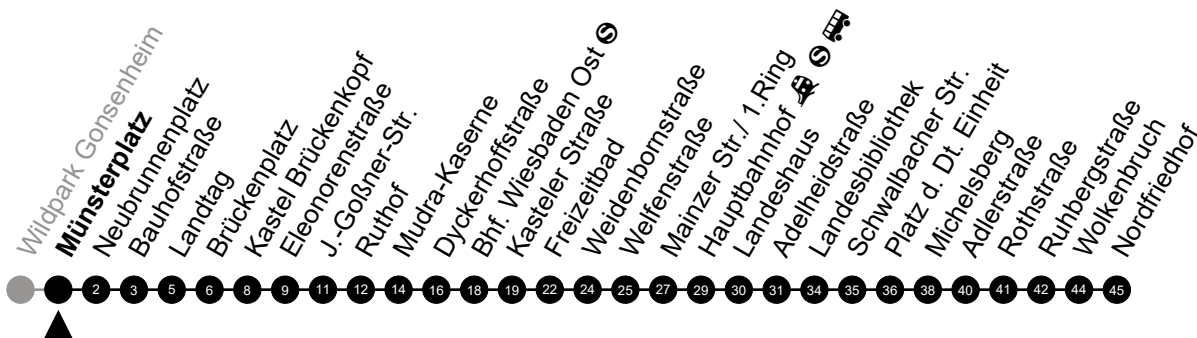 Wildpark Gonsenheim
Münsterplatz
Neubrunnenplatz
Bauhofstraße
Landtag
Brückenplatz
Kastel Brückenkopf
Eleonorenstraße
J.-Goßner-Str.
Ruthof
Mudra-Kaserne
Dyckerhoffstraße
Bhf. Wiesbaden Ost S
Kasteler Straße
Freizeitbad
Weidenbornstraße
Welfenstraße
Mainzer Str./ 1.Ring
Hauptbahnhof S
Landeshaus
Adelheidstraße
Landesbibliothek
Schwalbacher Str.
Platz d. Dt. Einheit
Michelsberg
Adlerstraße
Rothstraße
Ruhbergstraße
Wolkenbruch
Nordfriedhof
2 3 5 6 8 9 11 12 14 16 18 19 22 24 25 27 29 30 31 34 35 36 38 40 41 42 44 45